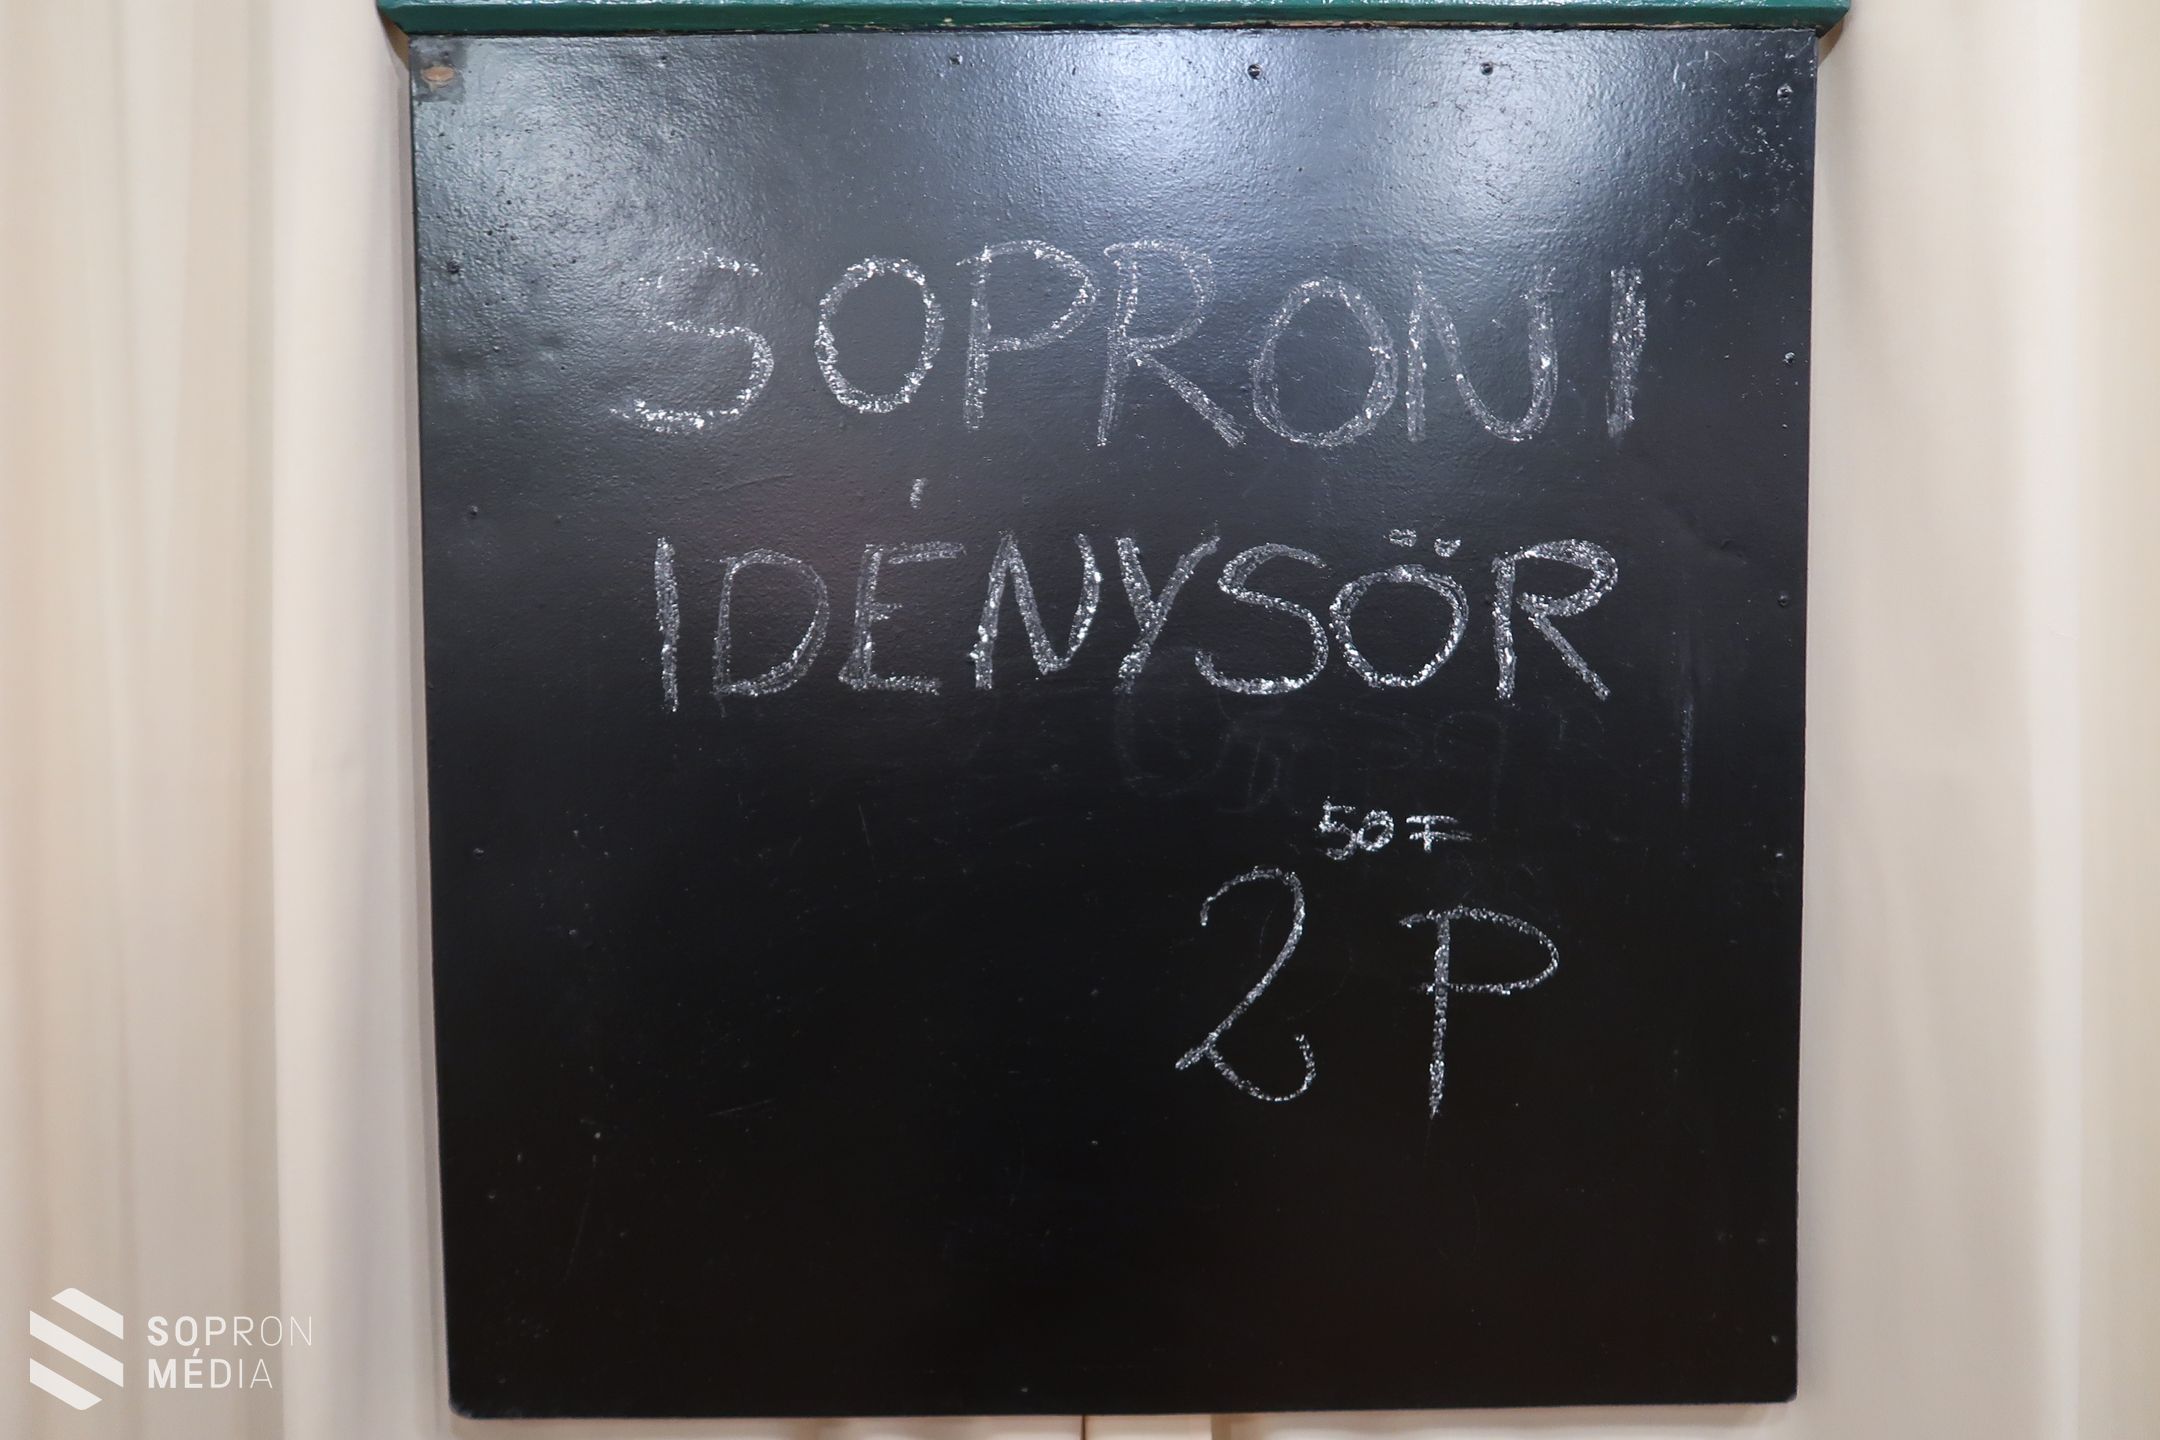 SOPRONI
IDÉNYSÖR
50 F
2 P
SOPRON
MÉDIA